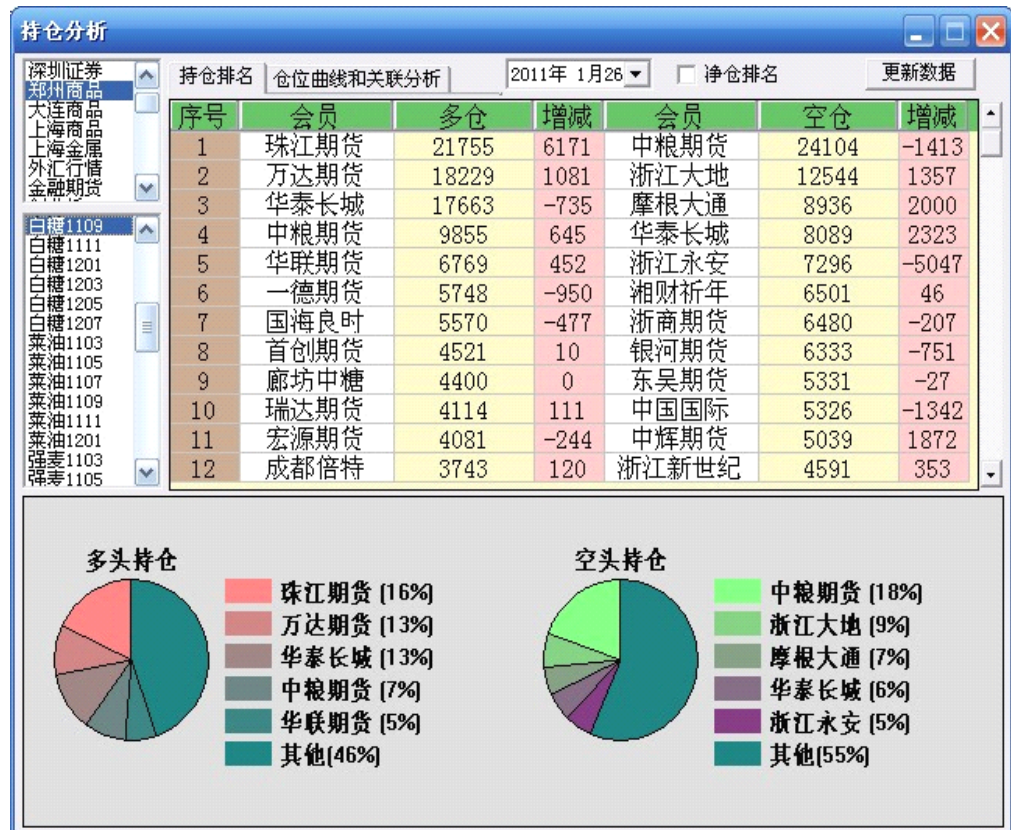 持仓分析
深圳证券
郑州商品
大连商品
上海商品
上海金属
外汇行情
金融期货
白糖1109
白糖1111
白糖1201
白糖1203
白糖1205
白糖1207
菜油1103
菜油1105
菜油1107
菜油1109
菜油1111
菜油1201
强麦1103
强麦1105
持仓排名 仓位曲线和关联分析 2011年 1月26 净仓排名 更新数据
序号 会员 多仓 增减 会员 空仓 增减
1 珠江期货 21755 6171 中粮期货 24104 -1413
2 万达期货 18229 1081 浙江大地 12544 1357
3 华泰长城 17663 -735 摩根大通 8936 2000
4 中粮期货 9855 645 华泰长城 8089 2323
5 华联期货 6769 452 浙江永安 7296 -5047
6 一德期货 5748 -950 湘财祈年 6501 46
7 国海良时 5570 -477 浙商期货 6480 -207
8 首创期货 4521 10 银河期货 6333 -751
9 廊坊中糖 4400 0 东吴期货 5331 -27
10 瑞达期货 4114 111 中国国际 5326 -1342
11 宏源期货 4081 -244 中辉期货 5039 1872
12 成都倍特 3743 120 浙江新世纪 4591 353
多头持仓
珠江期货 (16%)
万达期货 (13%)
华泰长城 (13%)
中粮期货 (7%)
华联期货 (5%)
其他(46%)
空头持仓
中粮期货 (18%)
浙江大地 (9%)
摩根大通 (7%)
华泰长城 (6%)
浙江永安 (5%)
其他(55%)